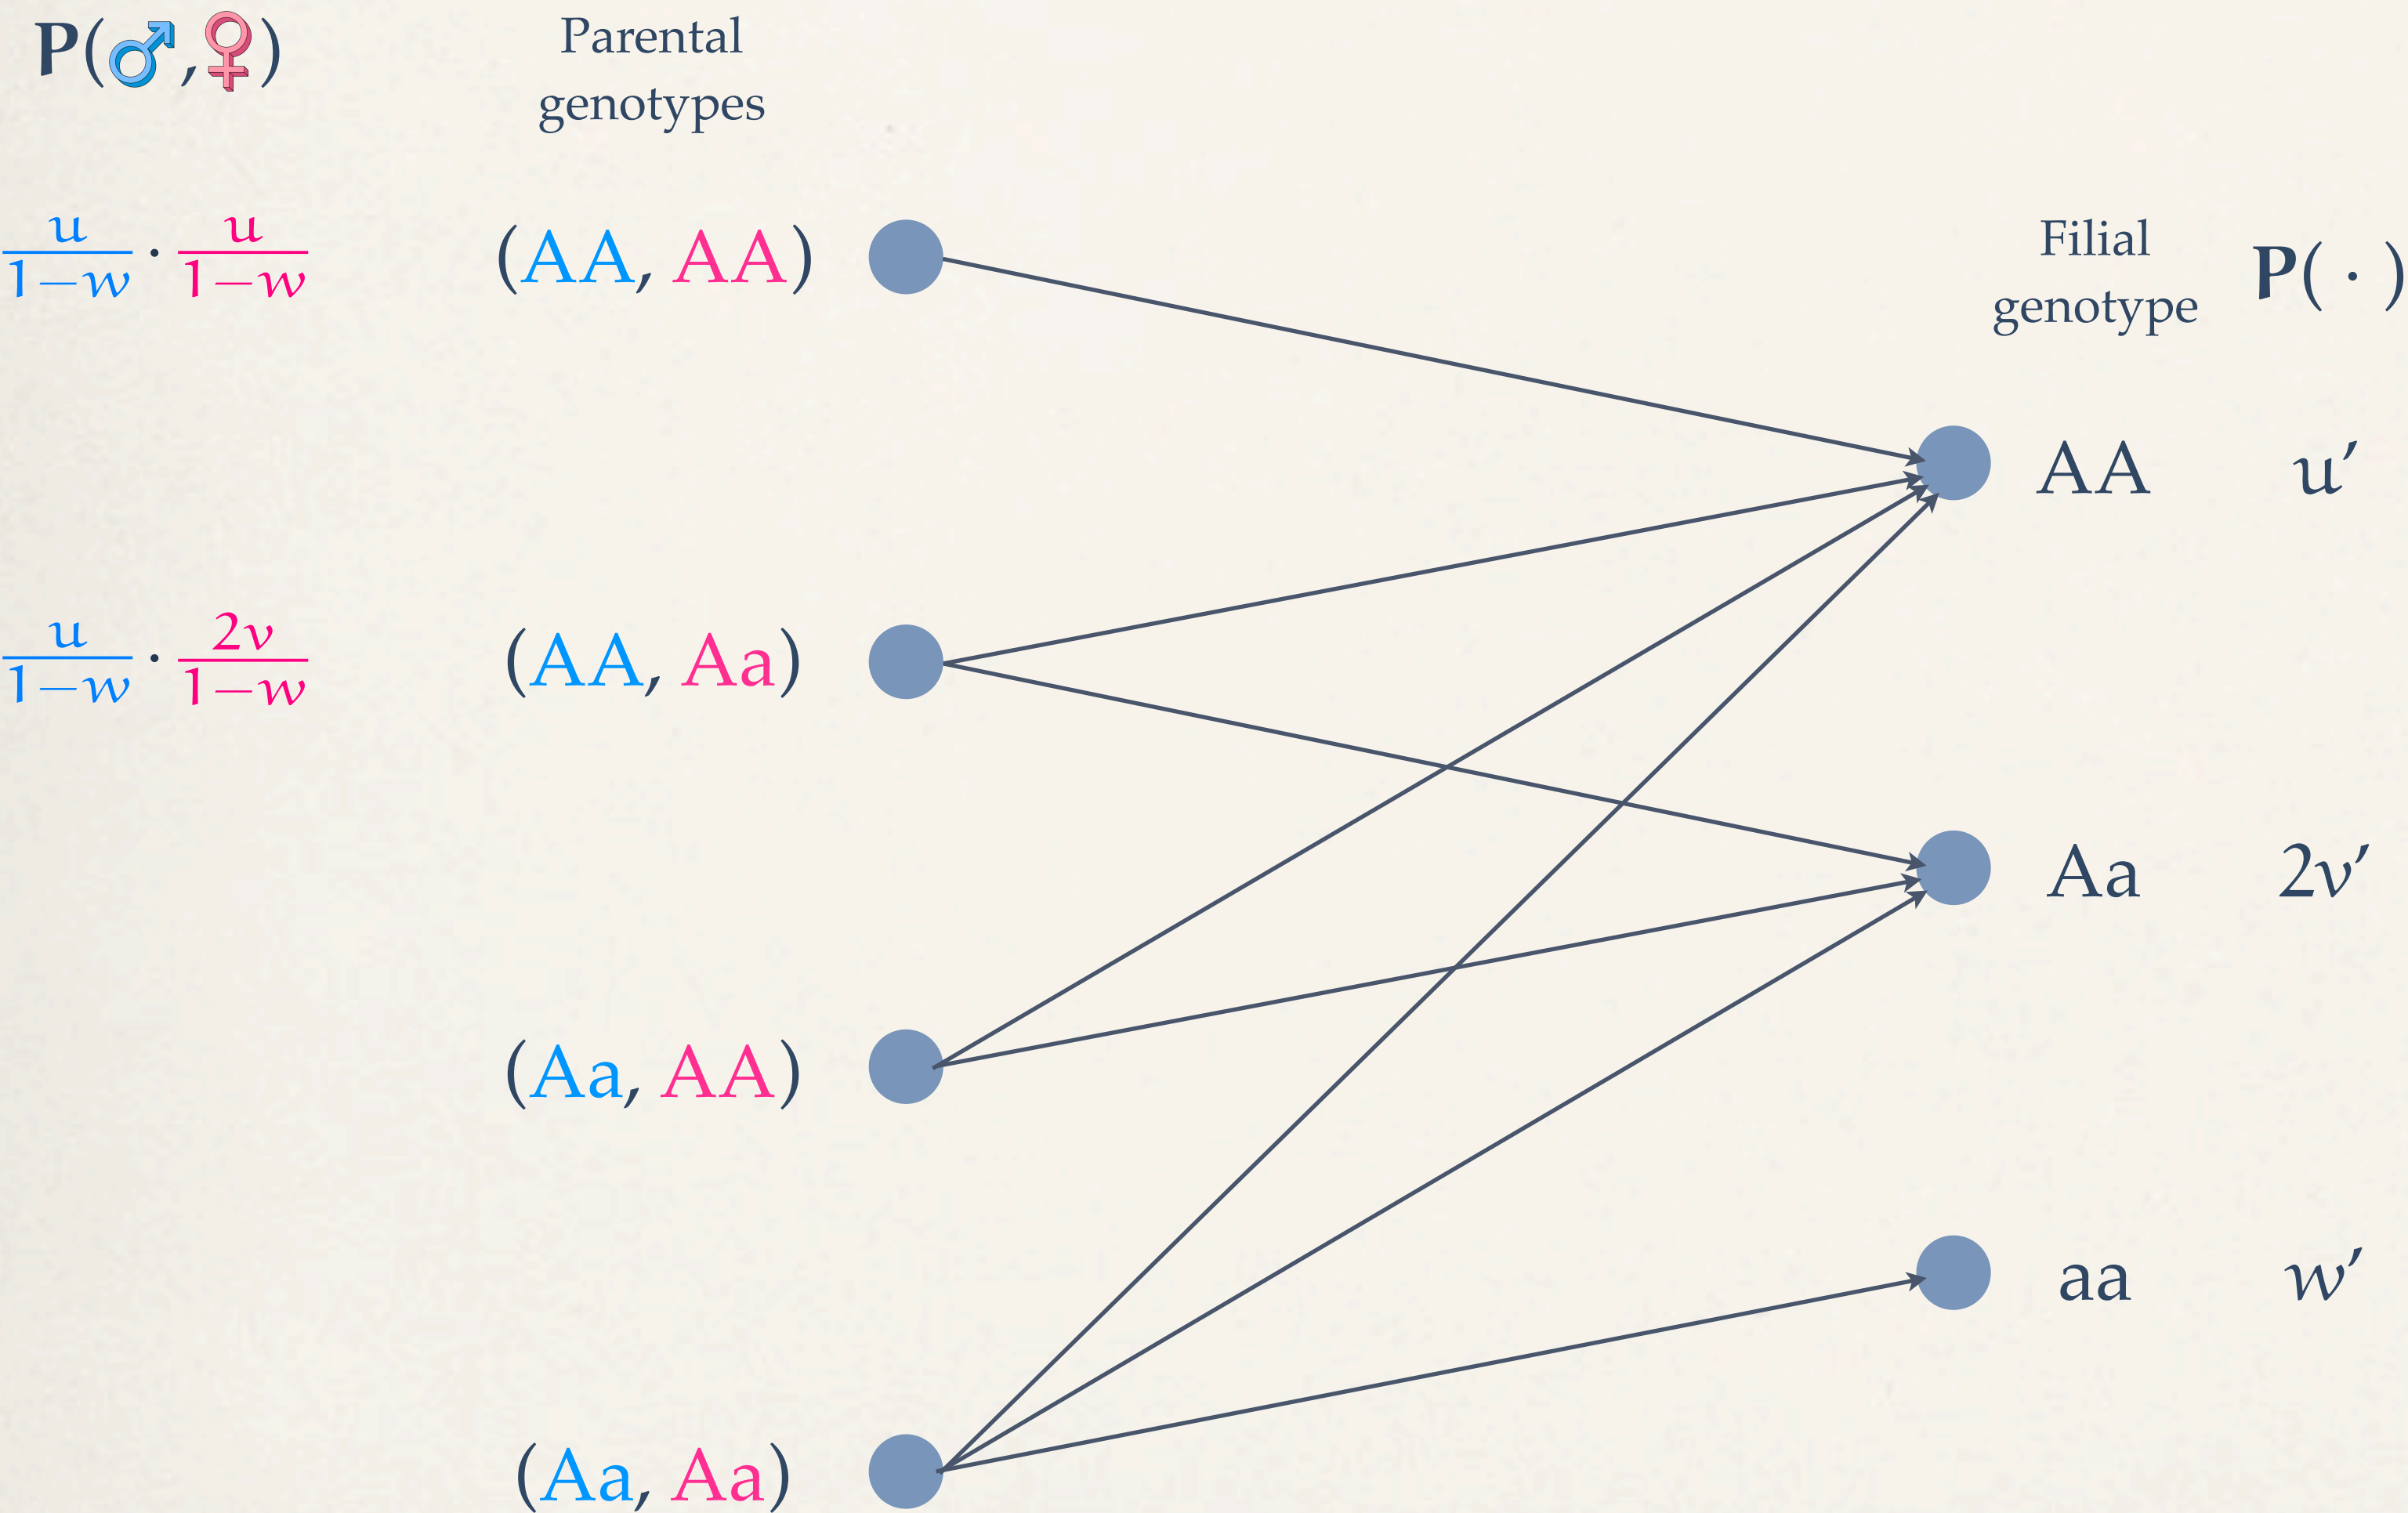 P(♂,♀)
Parental
genotypes
u/(1−w) · u/(1−w)
(AA, AA)
Filial
genotype
P( · )
AA
u′
u/(1−w) · 2v/(1−w)
(AA, Aa)
Aa
2v′
(Aa, AA)
aa
w′
(Aa, Aa)